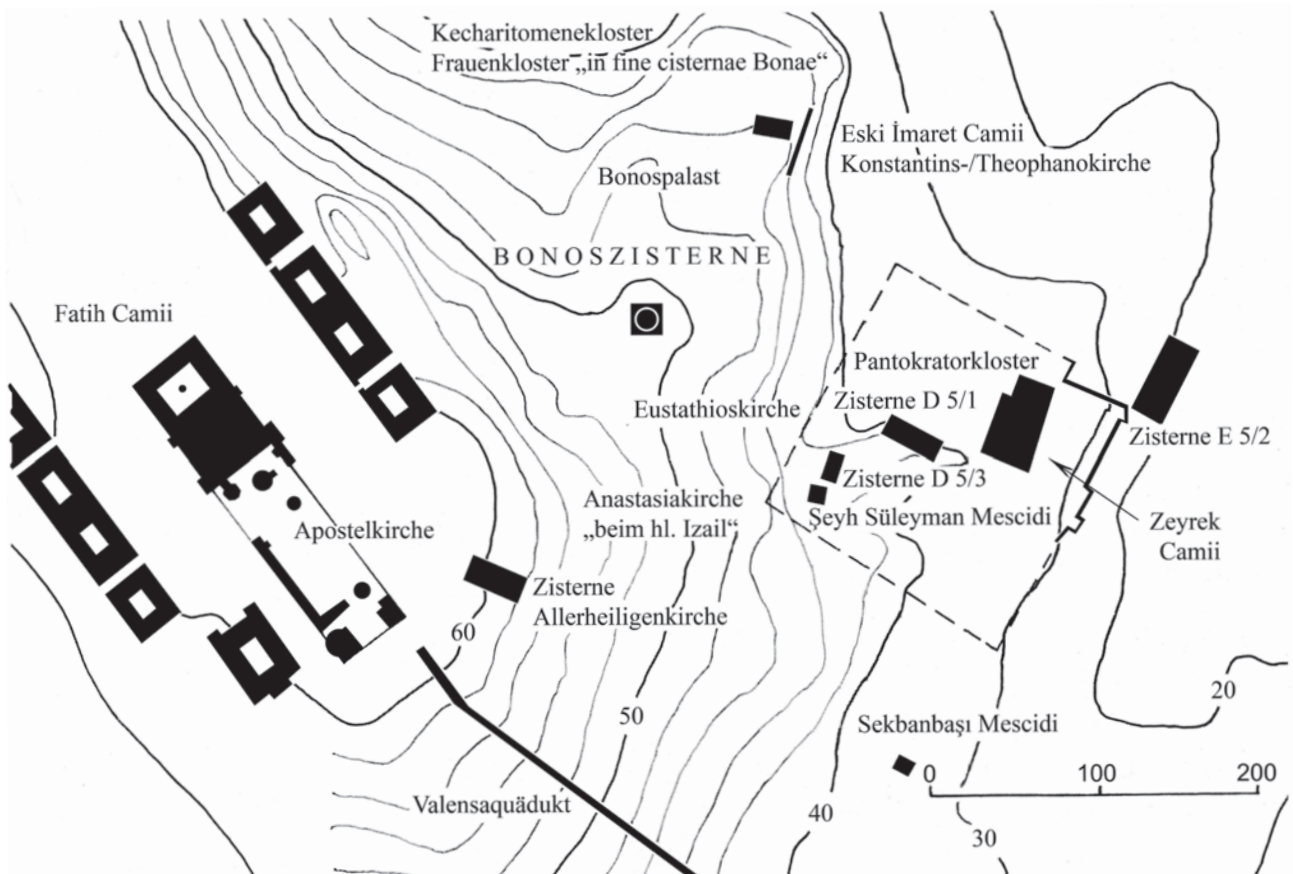 Kecharitomenekloster
Frauenkloster „in fine cisternae Bonae“
Eski İmaret Camii
Konstantins-/Theophanokirche
Bonospalast
BONOSZISTERNE
Fatih Camii
Pantokratorkloster
Zisterne D 5/1
Eustathioskirche
Zisterne E 5/2
Zisterne D 5/3
Anastasiakirche
„beim hl. Izail“
Şeyh Süleyman Mescidi
Zeyrek
Camii
Apostelkirche
Zisterne
Allerheiligenkirche
60
50
20
Sekbanbaşı Mescidi
0 100 200
Valensaquädukt
40
30